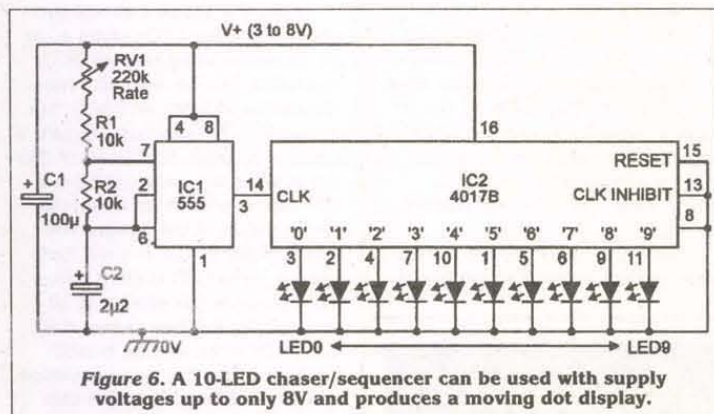 V+ (3 to 8V)
RV1
220k
Rate
R1
10k
R2
10k
C1
100µ
+
C2
2µ2
+
4 8
7
2
6
IC1
555
3
1
14
CLK
16
IC2
4017B
RESET 15
CLK INHIBIT 13
8
'0' '1' '2' '3' '4' '5' '6' '7' '8' '9'
3 2 4 7 10 1 5 6 9 11
0V
LED0 LED9
Figure 6. A 10-LED chaser/sequencer can be used with supply
voltages up to only 8V and produces a moving dot display.